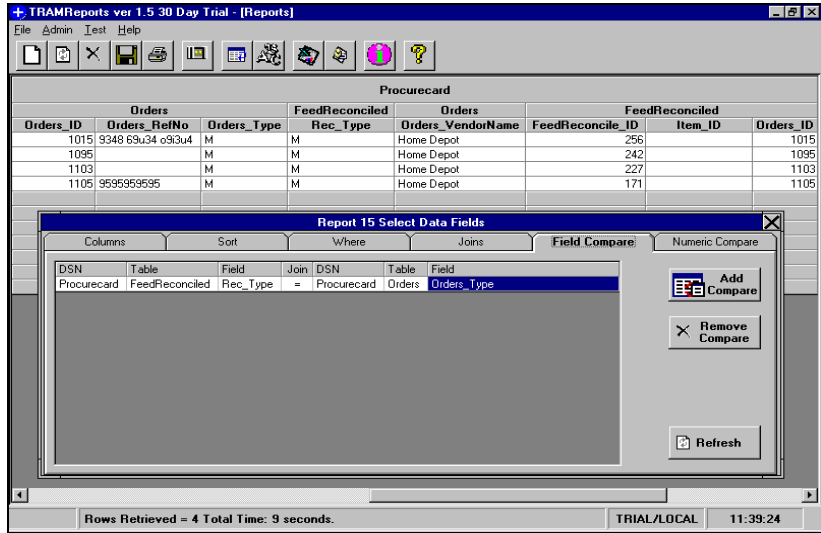 TRAMReports ver 1.5 30 Day Trial - [Reports]
File Admin Test Help
Procurecard
Orders FeedReconciled Orders FeedReconciled
Orders_ID Orders_RefNo Orders_Type Rec_Type Orders_VendorName FeedReconcile_ID Item_ID Orders_ID
1015 9348 69u34 o9i3u4 M M Home Depot 256 1015
1095 M M Home Depot 242 1095
1103 M M Home Depot 227 1103
1105 9595959595 M M Home Depot 171 1105
Report 15 Select Data Fields
Columns Sort Where Joins Field Compare Numeric Compare
DSN Table Field Join DSN Table Field
Procurecard FeedReconciled Rec_Type = Procurecard Orders Orders_Type
Add
Compare
Remove
Compare
Refresh
Rows Retrieved = 4 Total Time: 9 seconds. TRIAL/LOCAL 11:39:24